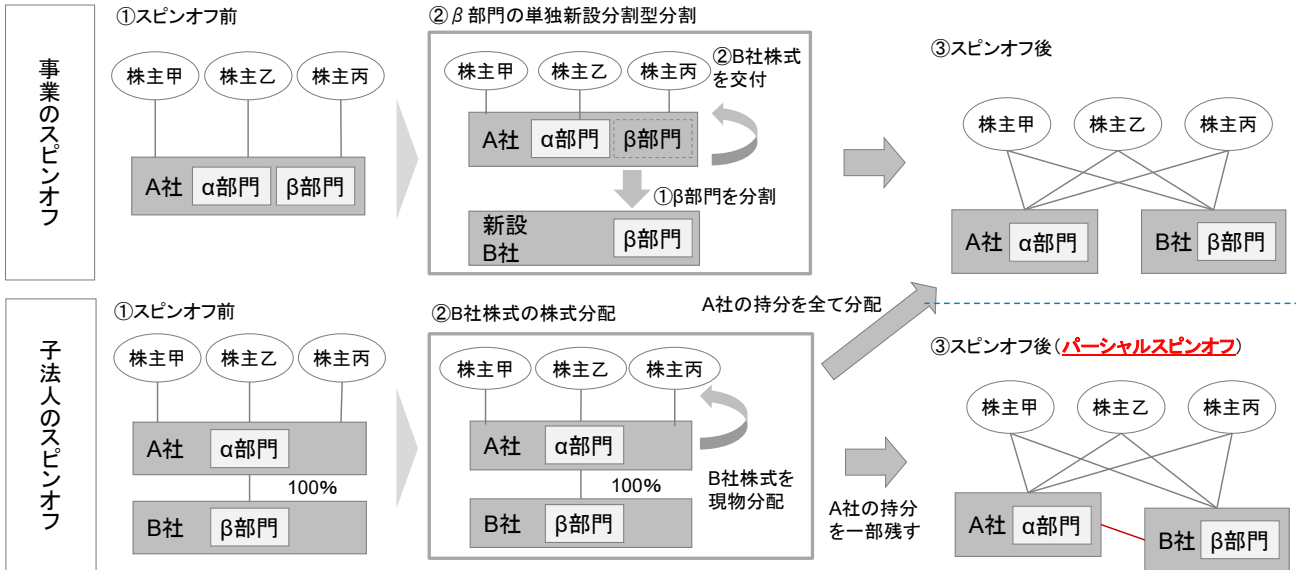 事業のスピンオフ
①スピンオフ前
株主甲
株主乙
株主丙
A社
α部門
β部門
②β部門の単独新設分割型分割
株主甲
株主乙
株主丙
②B社株式
を交付
A社
α部門
β部門
①β部門を分割
新設
B社
β部門
③スピンオフ後
株主甲
株主乙
株主丙
A社
α部門
B社
β部門
子法人のスピンオフ
①スピンオフ前
株主甲
株主乙
株主丙
A社
α部門
100%
B社
β部門
②B社株式の株式分配
株主甲
株主乙
株主丙
A社
α部門
100%
B社
β部門
B社株式を
現物分配
A社の持分を全て分配
A社の持分
を一部残す
③スピンオフ後(パーシャルスピンオフ)
株主甲
株主乙
株主丙
A社
α部門
B社
β部門